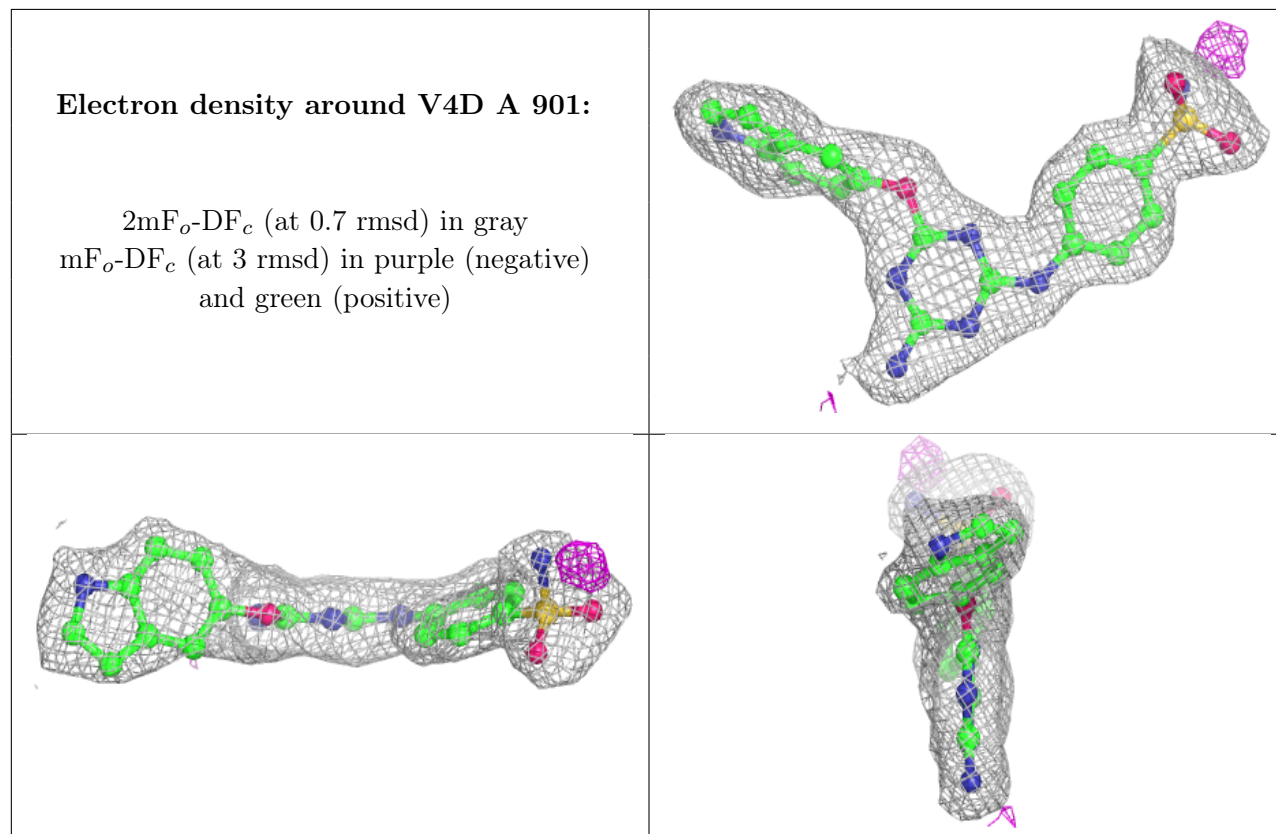 Electron density around V4D A 901:
2mFo-DFc (at 0.7 rmsd) in gray
mFo-DFc (at 3 rmsd) in purple (negative)
and green (positive)